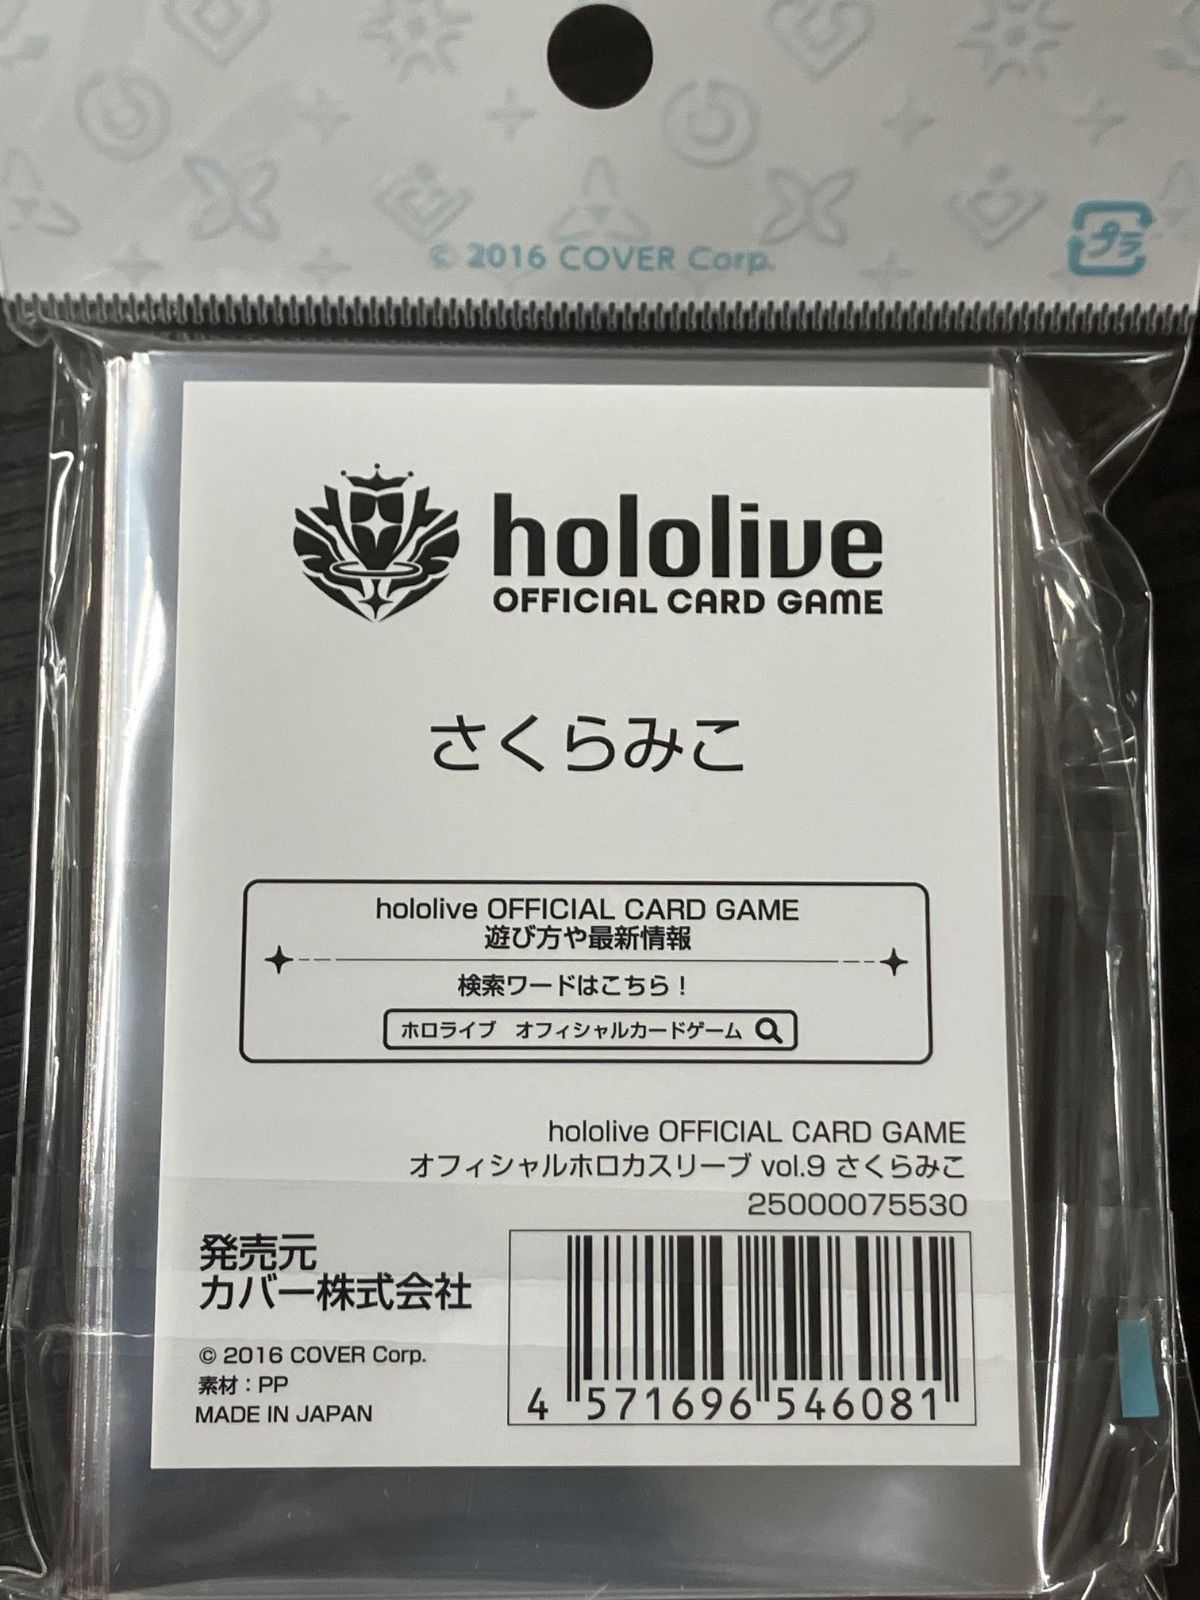 © 2016 COVER Corp.
プラ
hololive
OFFICIAL CARD GAME
さくらみこ
hololive OFFICIAL CARD GAME
遊び方や最新情報
検索ワードはこちら！
ホロライブ　オフィシャルカードゲーム
hololive OFFICIAL CARD GAME
オフィシャルホロカスリーブ vol.9 さくらみこ
25000075530
発売元
カバー株式会社
© 2016 COVER Corp.
素材：PP
MADE IN JAPAN
4 571696 546081